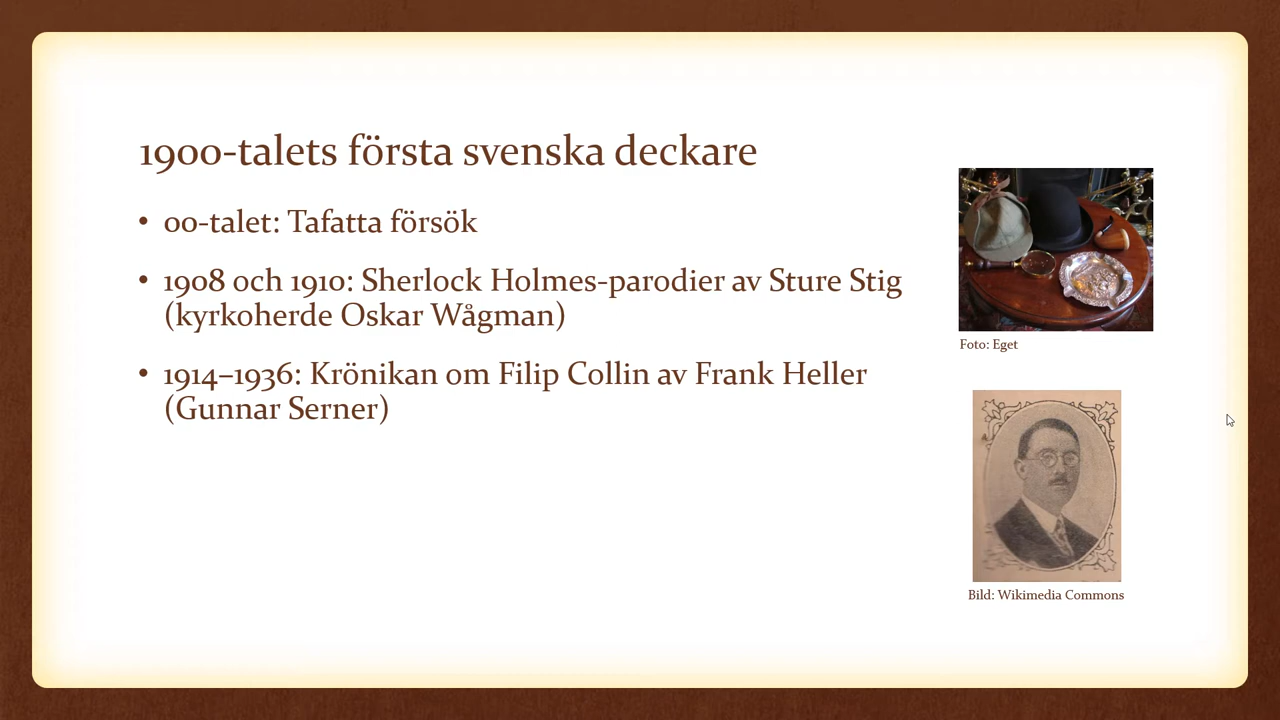 1900-talets första svenska deckare
• 00-talet: Tafatta försök
• 1908 och 1910: Sherlock Holmes-parodier av Sture Stig
(kyrkoherde Oskar Wågman)
• 1914–1936: Krönikan om Filip Collin av Frank Heller
(Gunnar Serner)
Foto: Eget
Bild: Wikimedia Commons